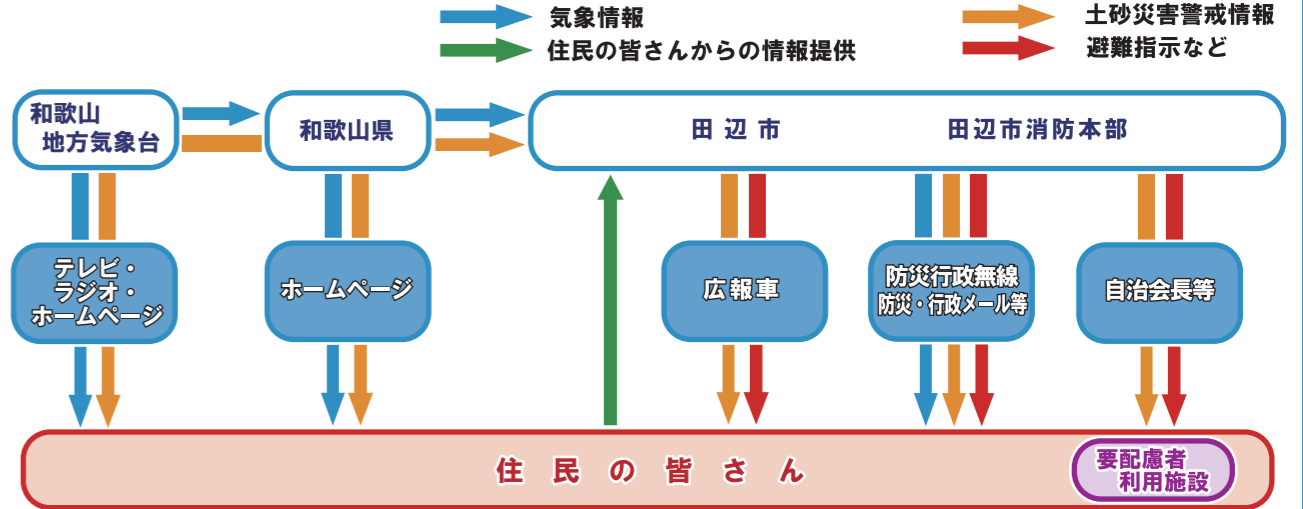 気象情報
土砂災害警戒情報
住民の皆さんからの情報提供
避難指示など
和歌山
地方気象台
和歌山県
田辺市
田辺市消防本部
テレビ・
ラジオ・
ホームページ
ホームページ
広報車
防災行政無線
防災・行政メール等
自治会長等
住民の皆さん
要配慮者
利用施設